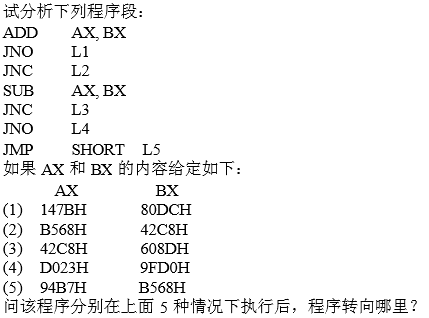 试分析下列程序段：
ADD AX, BX
JNO L1
JNC L2
SUB AX, BX
JNC L3
JNO L4
JMP SHORT L5
如果 AX 和 BX 的内容给定如下：
AX BX
(1) 147BH 80DCH
(2) B568H 42C8H
(3) 42C8H 608DH
(4) D023H 9FD0H
(5) 94B7H B568H
问该程序分别在上面 5 种情况下执行后，程序转向哪里？